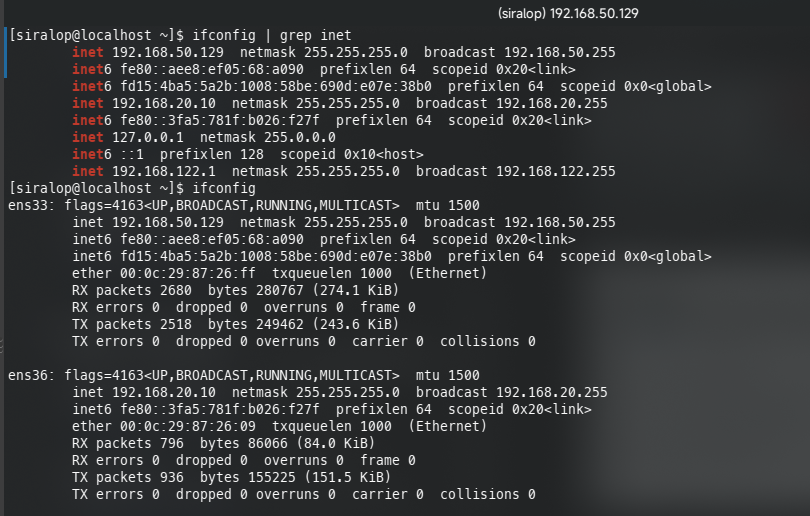 (siralop) 192.168.50.129
[siralop@localhost ~]$ ifconfig | grep inet
        inet 192.168.50.129  netmask 255.255.255.0  broadcast 192.168.50.255
        inet6 fe80::aee8:ef05:68:a090  prefixlen 64  scopeid 0x20<link>
        inet6 fd15:4ba5:5a2b:1008:58be:690d:e07e:38b0  prefixlen 64  scopeid 0x0<global>
        inet 192.168.20.10  netmask 255.255.255.0  broadcast 192.168.20.255
        inet6 fe80::3fa5:781f:b026:f27f  prefixlen 64  scopeid 0x20<link>
        inet 127.0.0.1  netmask 255.0.0.0
        inet6 ::1  prefixlen 128  scopeid 0x10<host>
        inet 192.168.122.1  netmask 255.255.255.0  broadcast 192.168.122.255
[siralop@localhost ~]$ ifconfig
ens33: flags=4163<UP,BROADCAST,RUNNING,MULTICAST>  mtu 1500
        inet 192.168.50.129  netmask 255.255.255.0  broadcast 192.168.50.255
        inet6 fe80::aee8:ef05:68:a090  prefixlen 64  scopeid 0x20<link>
        inet6 fd15:4ba5:5a2b:1008:58be:690d:e07e:38b0  prefixlen 64  scopeid 0x0<global>
        ether 00:0c:29:87:26:ff  txqueuelen 1000  (Ethernet)
        RX packets 2680  bytes 280767 (274.1 KiB)
        RX errors 0  dropped 0  overruns 0  frame 0
        TX packets 2518  bytes 249462 (243.6 KiB)
        TX errors 0  dropped 0 overruns 0  carrier 0  collisions 0
ens36: flags=4163<UP,BROADCAST,RUNNING,MULTICAST>  mtu 1500
        inet 192.168.20.10  netmask 255.255.255.0  broadcast 192.168.20.255
        inet6 fe80::3fa5:781f:b026:f27f  prefixlen 64  scopeid 0x20<link>
        ether 00:0c:29:87:26:09  txqueuelen 1000  (Ethernet)
        RX packets 796  bytes 86066 (84.0 KiB)
        RX errors 0  dropped 0  overruns 0  frame 0
        TX packets 936  bytes 155225 (151.5 KiB)
        TX errors 0  dropped 0 overruns 0  carrier 0  collisions 0